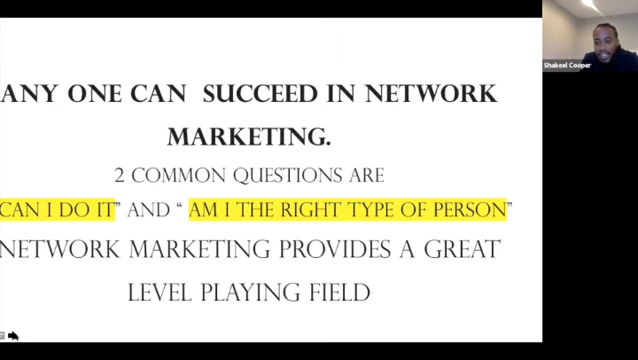 ANY ONE CAN SUCCEED IN NETWORK
MARKETING.
2 COMMON QUESTIONS ARE
CAN I DO IT” AND “ AM I THE RIGHT TYPE OF PERSON”
NETWORK MARKETING PROVIDES A GREAT
LEVEL PLAYING FIELD
Shakeel Cooper